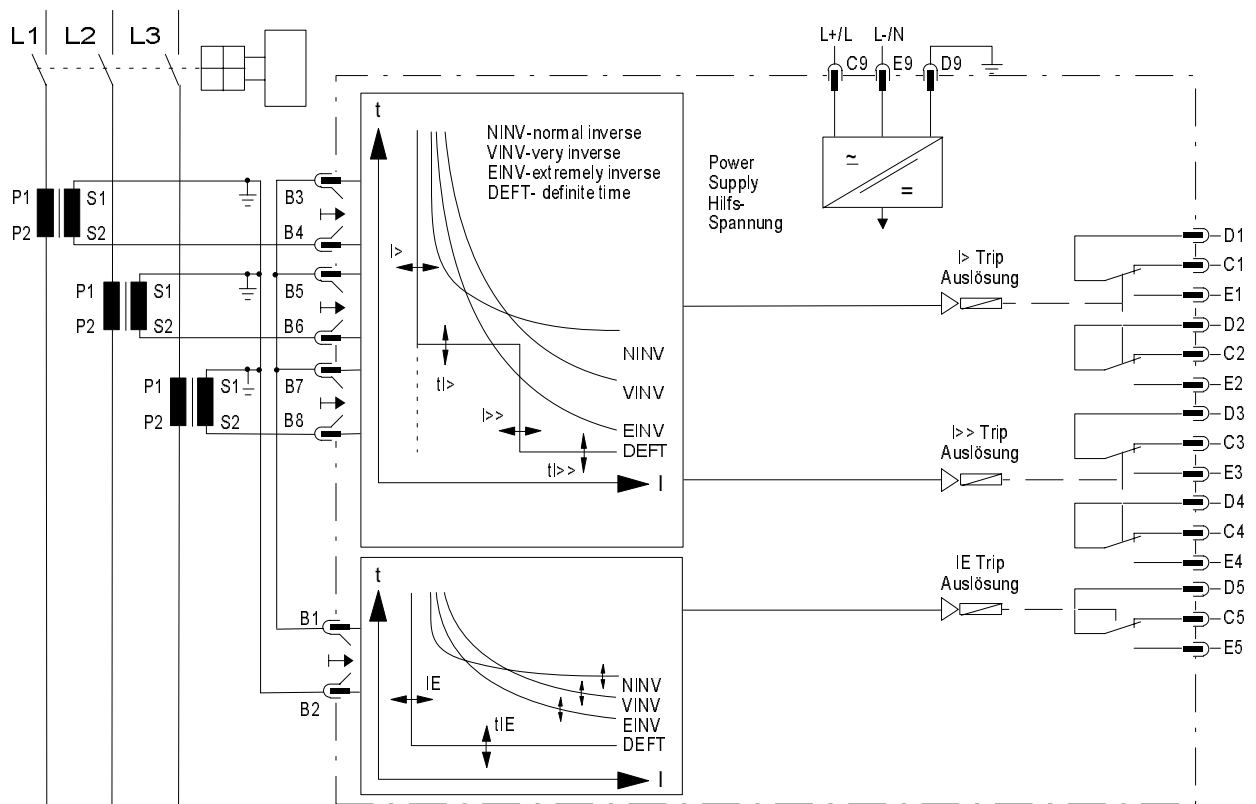 L1 L2 L3
L+/L L-/N
C9 E9 D9
t
NINV-normal inverse
VINV-very inverse
EINV-extremely inverse
DEFT- definite time
Power
Supply
Hilfs-
Spannung
~
=
P1 S1
P2 S2
P1 S1
P2 S2
P1 S1
P2 S2
B3
B4
B5
B6
B7
B8
I>
tI>
I>>
tI>>
NINV
VINV
EINV
DEFT
I
I> Trip
Auslösung
I>> Trip
Auslösung
IE Trip
Auslösung
D1
C1
E1
D2
C2
E2
D3
C3
E3
D4
C4
E4
D5
C5
E5
B1
B2
t
IE
tIE
NINV
VINV
EINV
DEFT
I